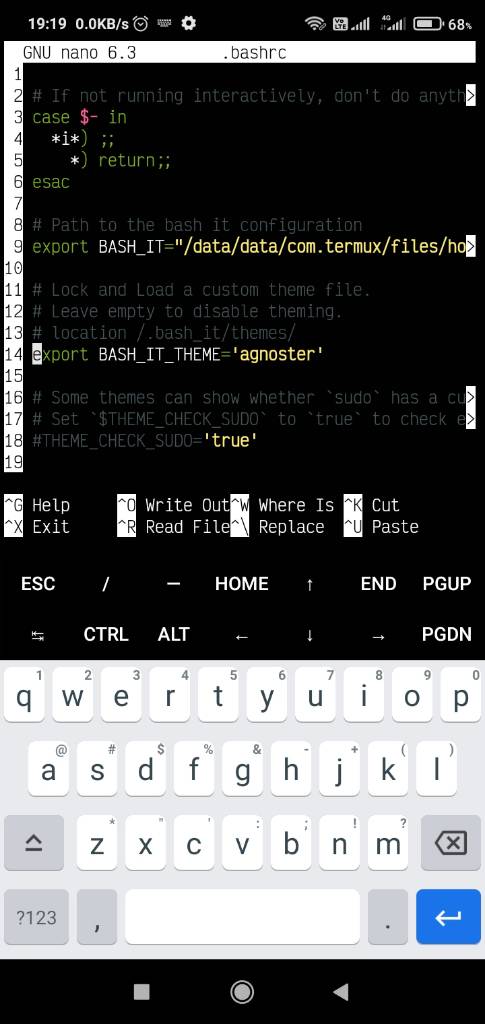 19:19 0.0KB/s Vo LTE 4G 68%
GNU nano 6.3 .bashrc
1
2 # If not running interactively, don't do anyth>
3 case $- in
4 *i*) ;;
5 *) return;;
6 esac
7
8 # Path to the bash it configuration
9 export BASH_IT="/data/data/com.termux/files/ho>
10
11 # Lock and Load a custom theme file.
12 # Leave empty to disable theming.
13 # location /.bash_it/themes/
14 export BASH_IT_THEME='agnoster'
15
16 # Some themes can show whether `sudo` has a cu>
17 # Set `$THEME_CHECK_SUDO` to `true` to check e>
18 #THEME_CHECK_SUDO='true'
19
^G Help ^O Write Out ^W Where Is ^K Cut
^X Exit ^R Read File ^\ Replace ^U Paste
ESC / — HOME ↑ END PGUP
↹ CTRL ALT ← ↓ → PGDN
1 2 3 4 5 6 7 8 9 0
q w e r t y u i o p
@ # $ % & - + ( )
a s d f g h j k l
* " ' : ; ! ?
z x c v b n m
?123 , .